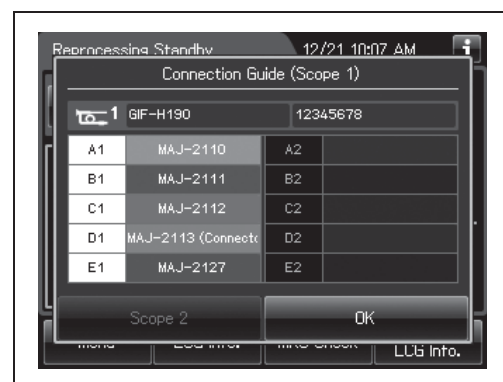 Reprocessing Standby 12/21 10:07 AM i
Connection Guide (Scope 1)
1 GIF-H190 12345678
A1 MAJ-2110 A2
B1 MAJ-2111 B2
C1 MAJ-2112 C2
D1 MAJ-2113 (Connecto D2
E1 MAJ-2127 E2
Scope 2 OK
Menu LCG Info.